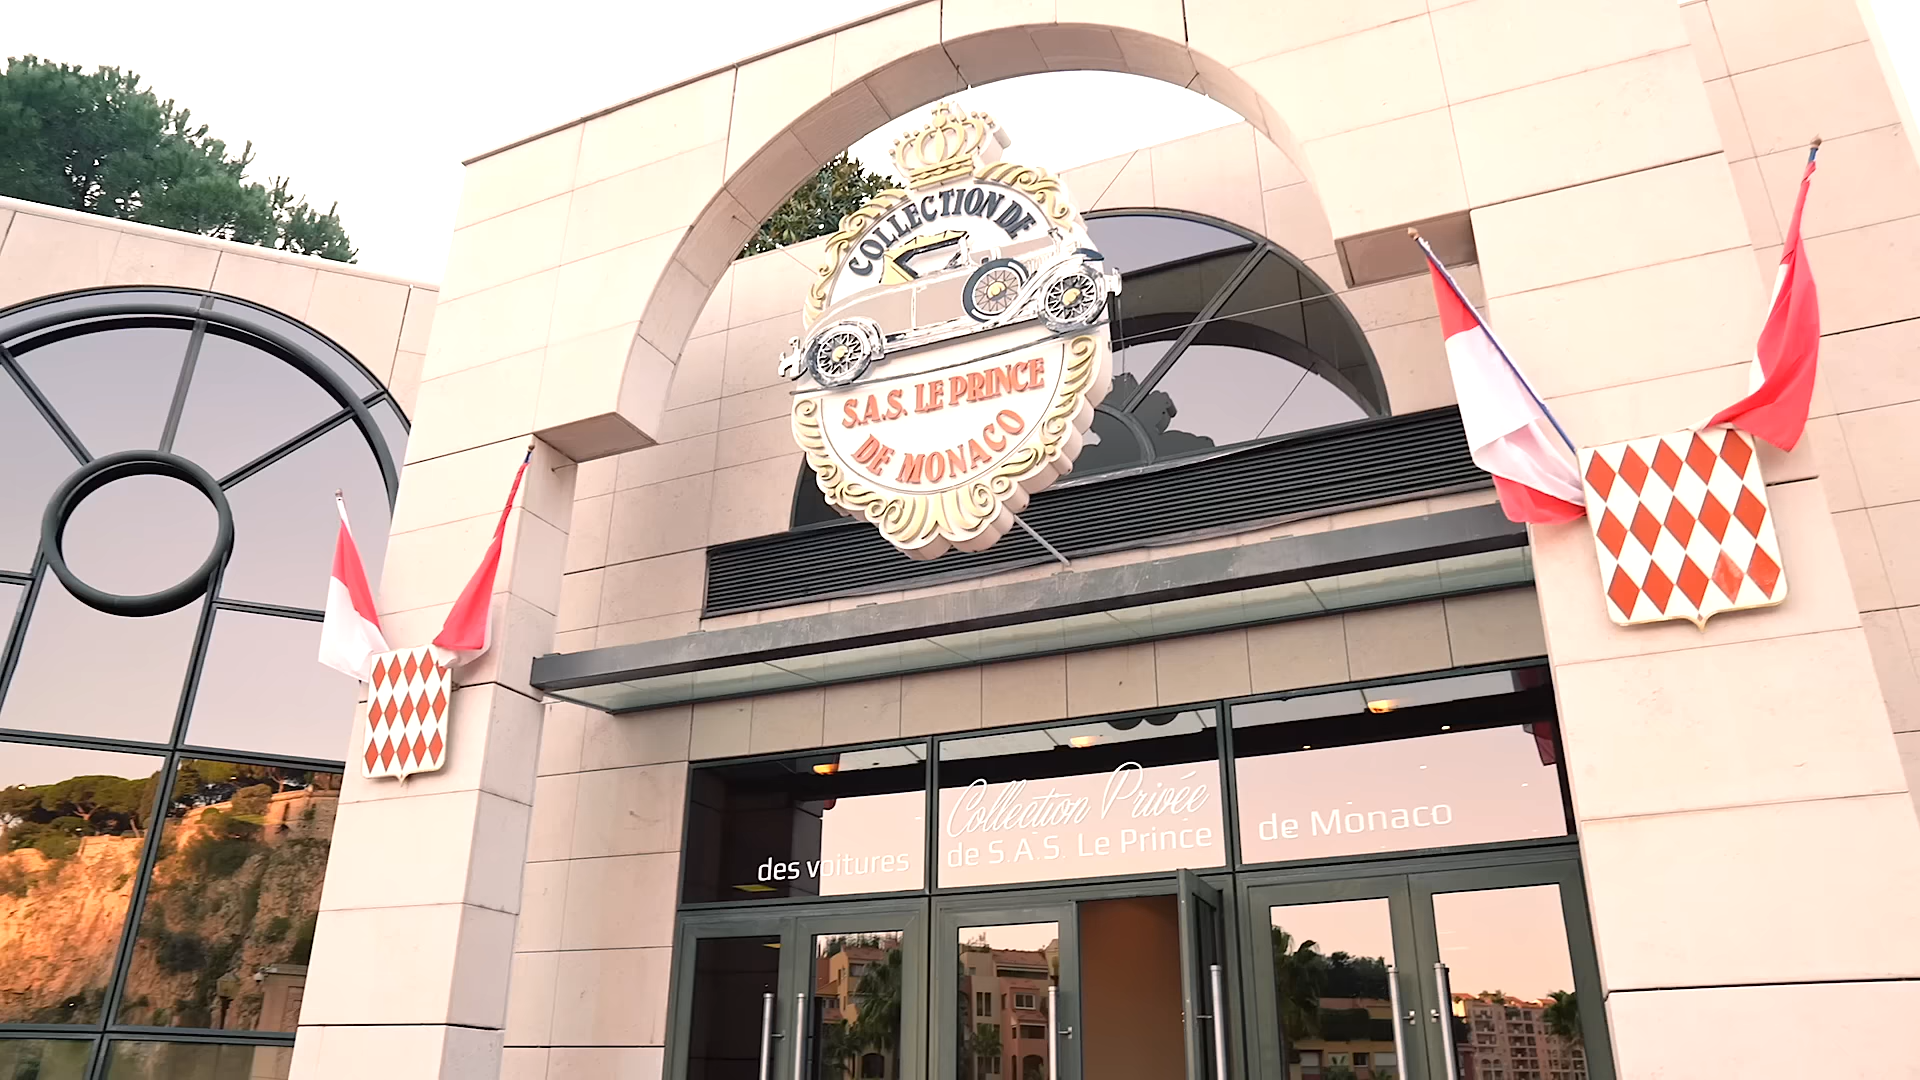 COLLECTION DE
S.A.S. LE PRINCE
DE MONACO
Collection Privée
des voitures de S.A.S. Le Prince de Monaco